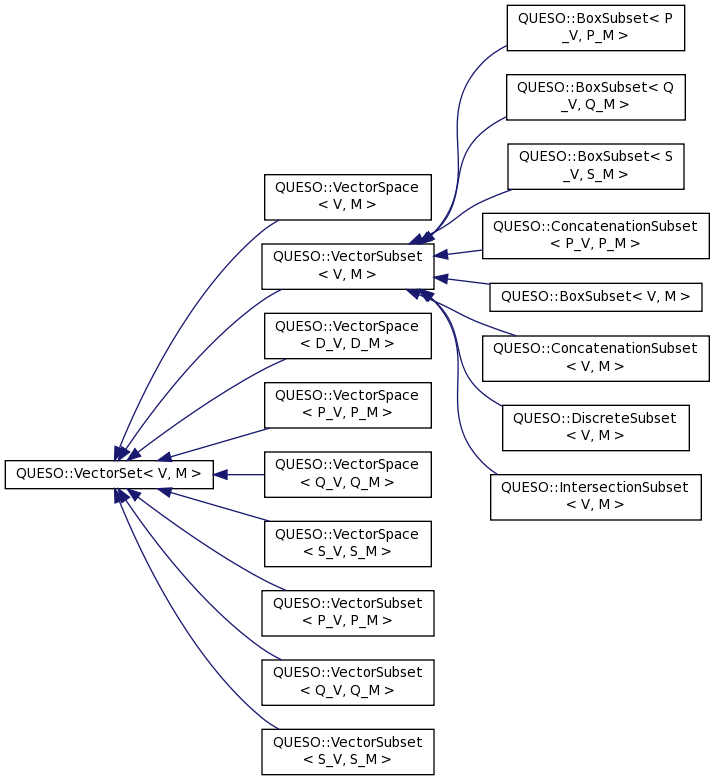 QUESO::BoxSubset< P
_V, P_M >
QUESO::BoxSubset< Q
_V, Q_M >
QUESO::BoxSubset< S
_V, S_M >
QUESO::VectorSpace
< V, M >
QUESO::ConcatenationSubset
< P_V, P_M >
QUESO::VectorSubset
< V, M >
QUESO::BoxSubset< V, M >
QUESO::VectorSpace
< D_V, D_M >
QUESO::ConcatenationSubset
< V, M >
QUESO::VectorSpace
< P_V, P_M >
QUESO::DiscreteSubset
< V, M >
QUESO::VectorSet< V, M >
QUESO::VectorSpace
< Q_V, Q_M >
QUESO::IntersectionSubset
< V, M >
QUESO::VectorSpace
< S_V, S_M >
QUESO::VectorSubset
< P_V, P_M >
QUESO::VectorSubset
< Q_V, Q_M >
QUESO::VectorSubset
< S_V, S_M >